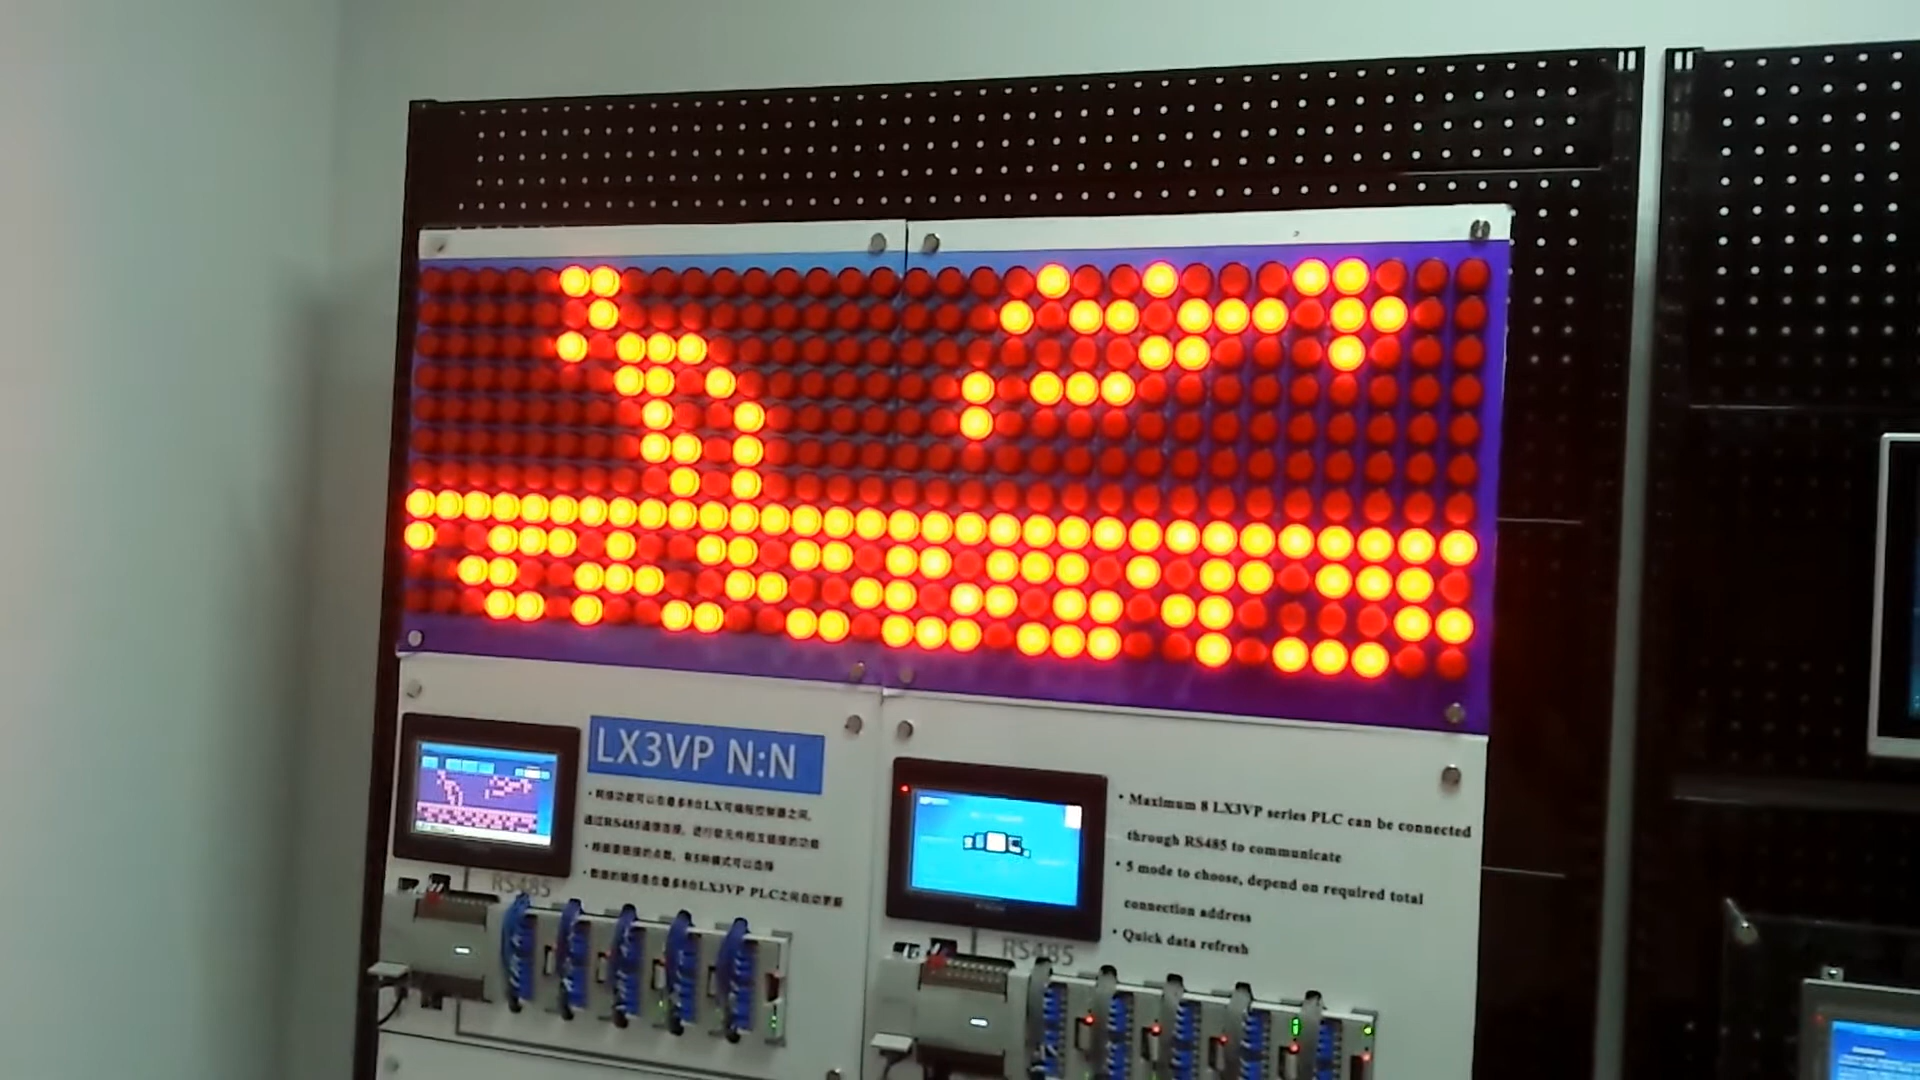 LX3VP N:N
• 网络功能可以在最多8台LX可编程控制器之间,
通过RS485通信连接, 进行软元件相互链接的功能
• 根据要链接的点数, 有5种模式可以选择
• 数据的链接是在最多8台LX3VP PLC之间自动更新
RS485
• Maximum 8 LX3VP series PLC can be connected
through RS485 to communicate
• 5 mode to choose, depend on required total
connection address
• Quick data refresh
RS485